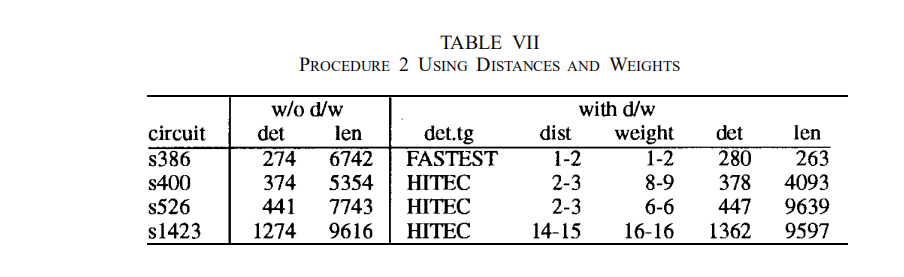 TABLE VII
PROCEDURE 2 USING DISTANCES AND WEIGHTS
w/o d/w with d/w
circuit det len det.tg dist weight det len
s386 274 6742 FASTEST 1-2 1-2 280 263
s400 374 5354 HITEC 2-3 8-9 378 4093
s526 441 7743 HITEC 2-3 6-6 447 9639
s1423 1274 9616 HITEC 14-15 16-16 1362 9597